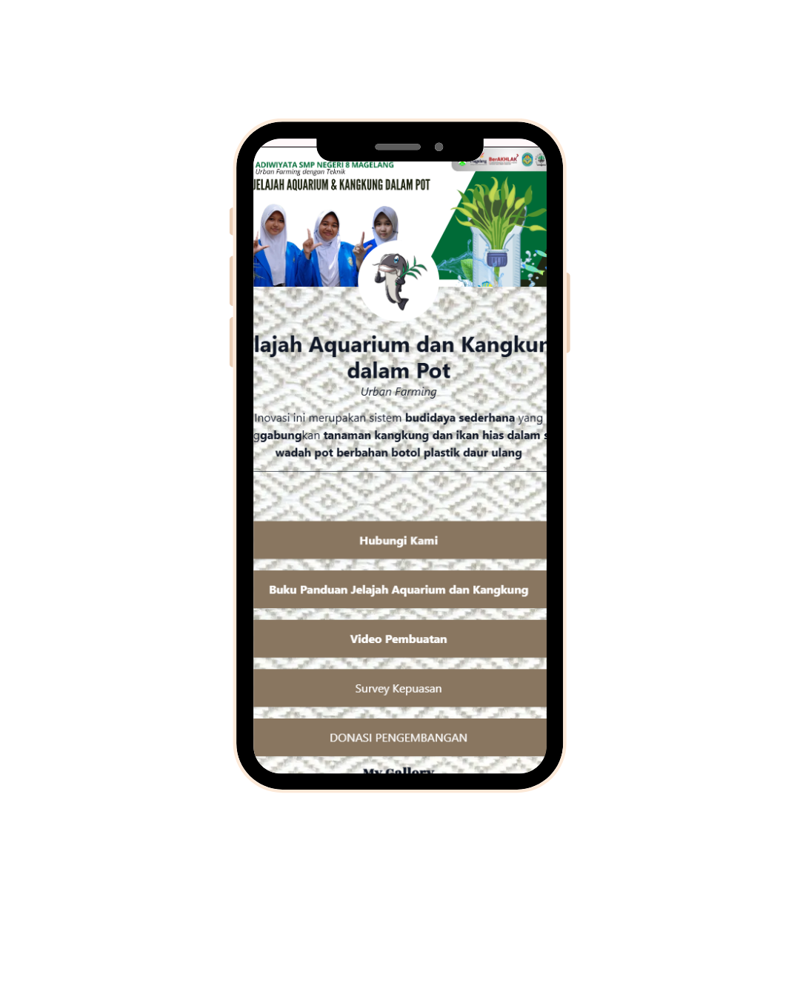 ADIWIYATA SMP NEGERI 8 MAGELANG
Urban Farming dengan Teknik
JELAJAH AQUARIUM & KANGKUNG DALAM POT
BerAKHLAK
lajah Aquarium dan Kangkun
dalam Pot
Urban Farming
Inovasi ini merupakan sistem budidaya sederhana yang
ggabungkan tanaman kangkung dan ikan hias dalam s
wadah pot berbahan botol plastik daur ulang
Hubungi Kami
Buku Panduan Jelajah Aquarium dan Kangkung
Video Pembuatan
Survey Kepuasan
DONASI PENGEMBANGAN
My Gallery